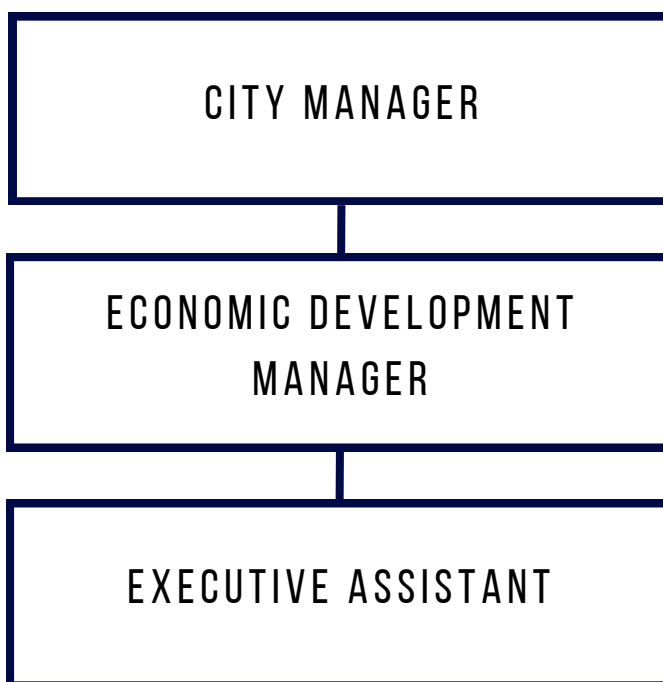 CITY MANAGER
ECONOMIC DEVELOPMENT
MANAGER
EXECUTIVE ASSISTANT